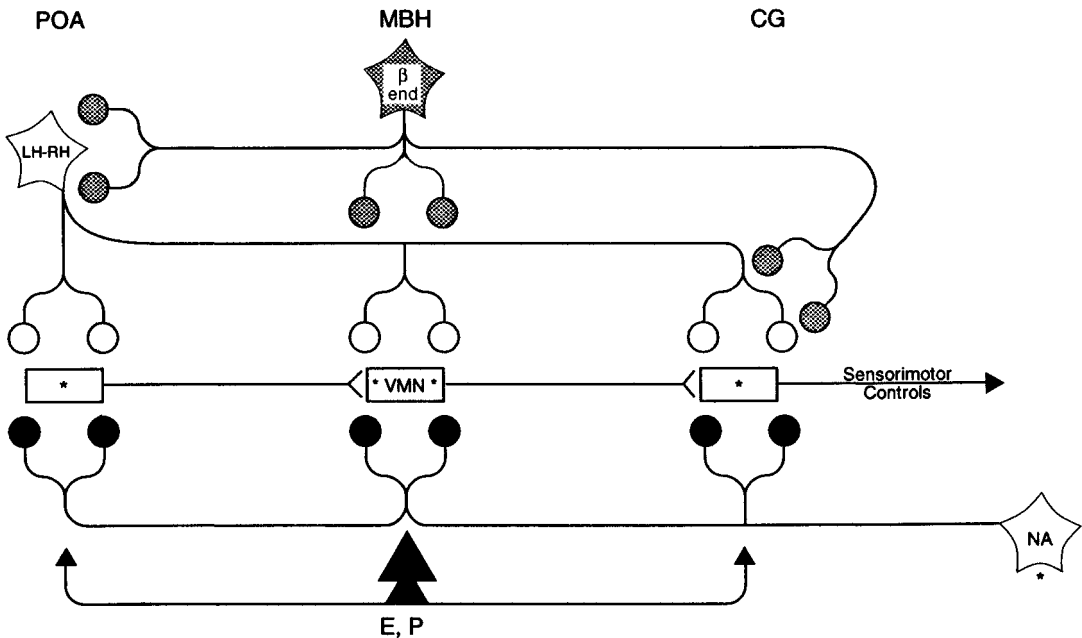 POA MBH CG
β
end
LH-RH
* * VMN * *
Sensorimotor
Controls
NA
*
E, P